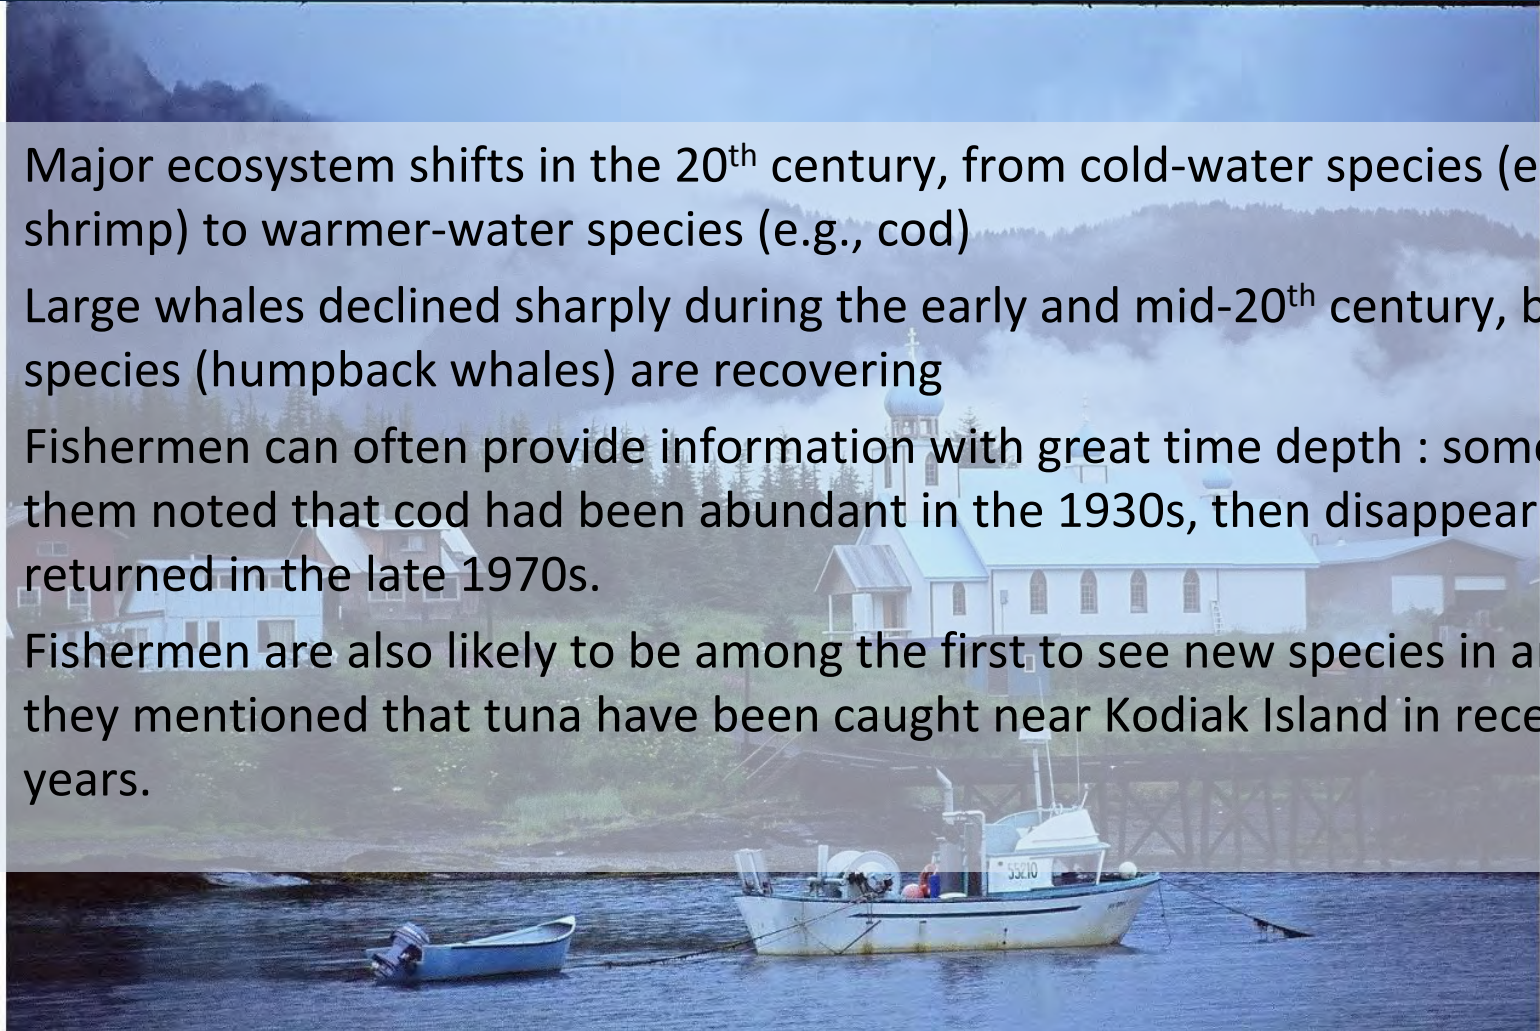 Major ecosystem shifts in the 20th century, from cold-water species (e
shrimp) to warmer-water species (e.g., cod)
Large whales declined sharply during the early and mid-20th century, b
species (humpback whales) are recovering
Fishermen can often provide information with great time depth : some
them noted that cod had been abundant in the 1930s, then disappear
returned in the late 1970s.
Fishermen are also likely to be among the first to see new species in a
they mentioned that tuna have been caught near Kodiak Island in rece
years.
55210